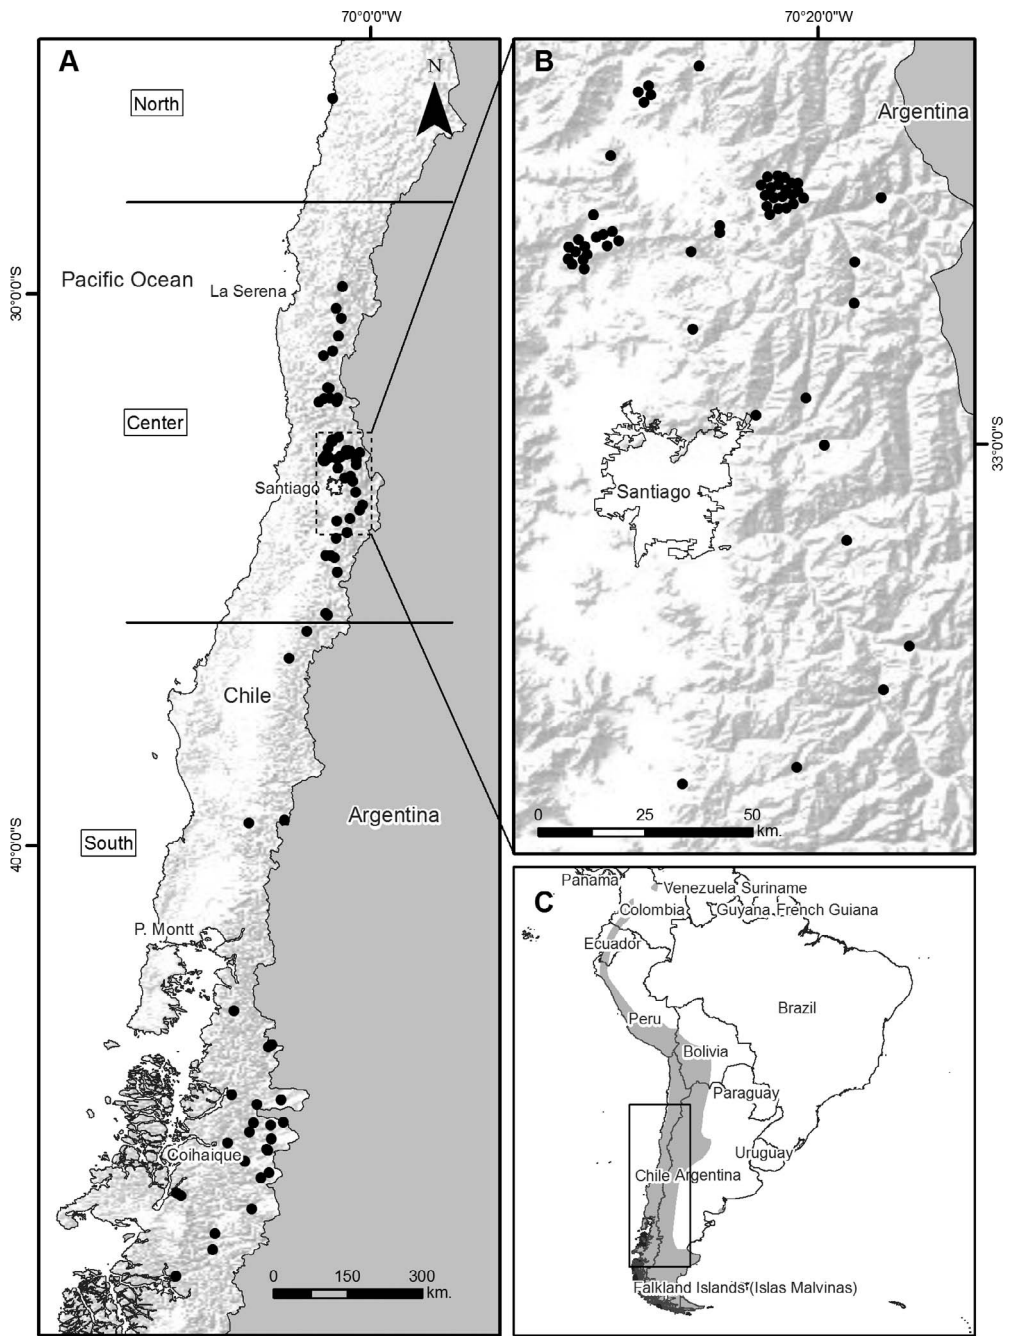 70°0'0"W
A
N
North
Pacific Ocean
La Serena
30°0'0"S
Center
Santiago
Chile
Argentina
South
40°0'0"S
P. Montt
Coihaique
0 150 300
km.
70°20'0"W
B
Argentina
33°0'0"S
Santiago
0 25 50
km.
C
Panama
Venezuela Suriname
Colombia Guyana French Guiana
Ecuador
Brazil
Peru
Bolivia
Paraguay
Uruguay
Chile Argentina
Falkland Islands (Islas Malvinas)